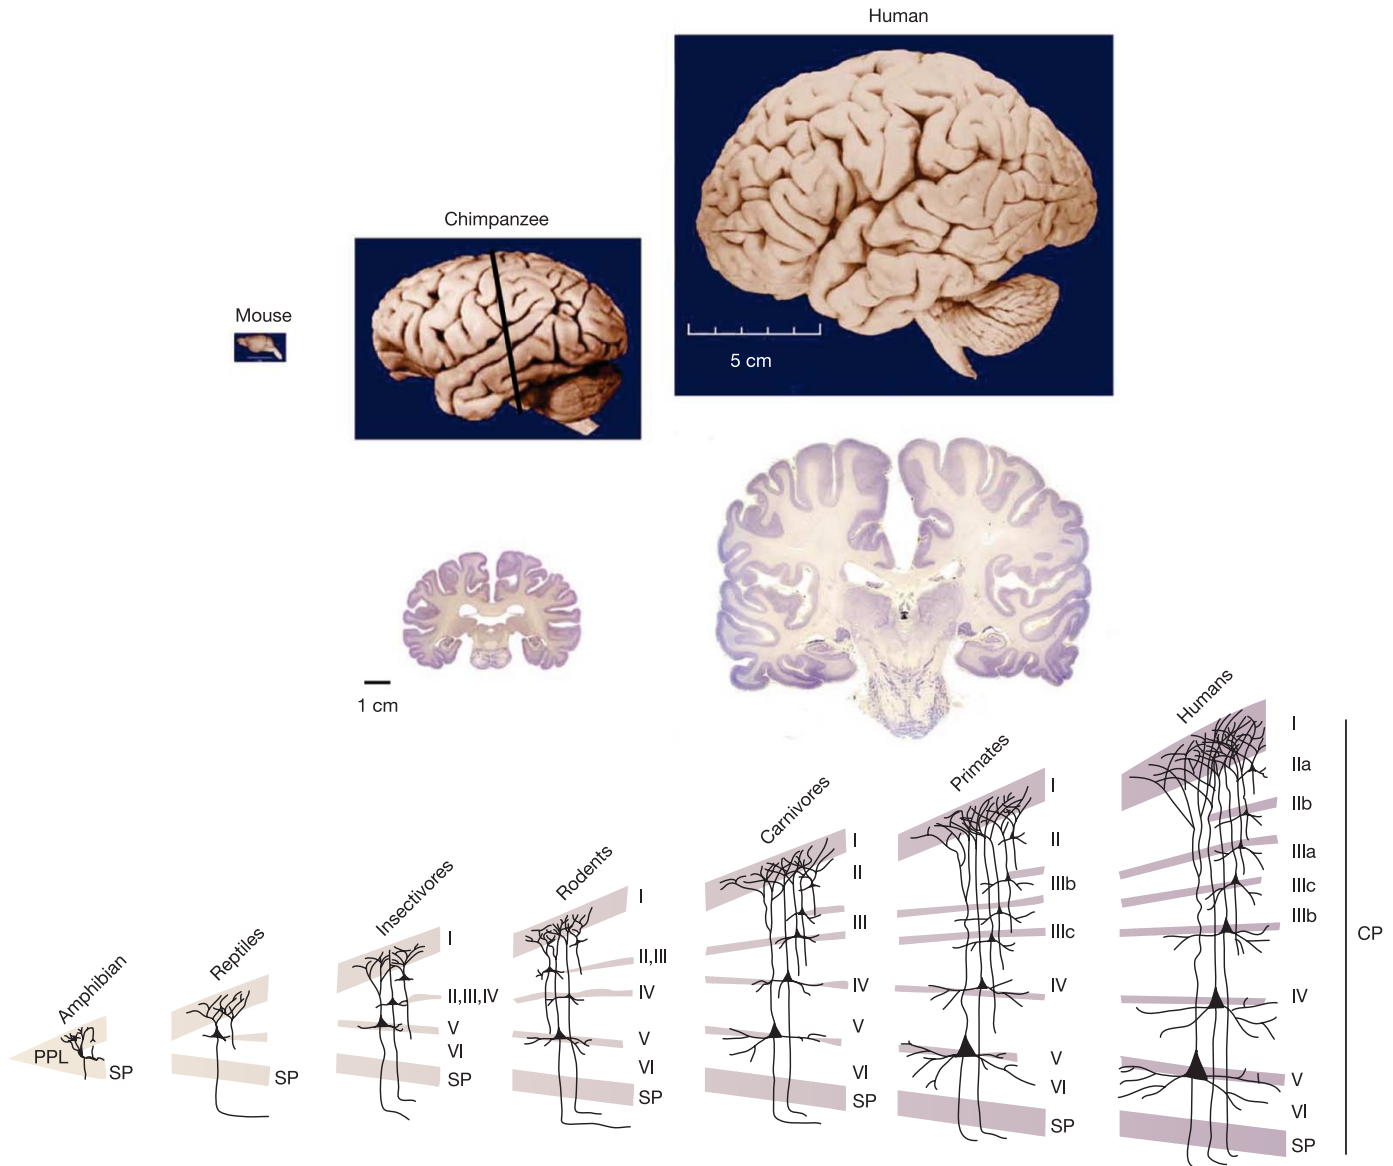 Human
Chimpanzee
Mouse
5 cm
1 cm
Amphibian
PPL
SP
Reptiles
SP
Insectivores
I
II,III,IV
V
VI
SP
Rodents
I
II,III
IV
V
VI
SP
Carnivores
I
II
III
IV
V
VI
SP
Primates
I
II
IIIb
IIIc
IV
V
VI
SP
Humans
I
IIa
IIb
IIIa
IIIc
IIIb
IV
V
VI
SP
CP